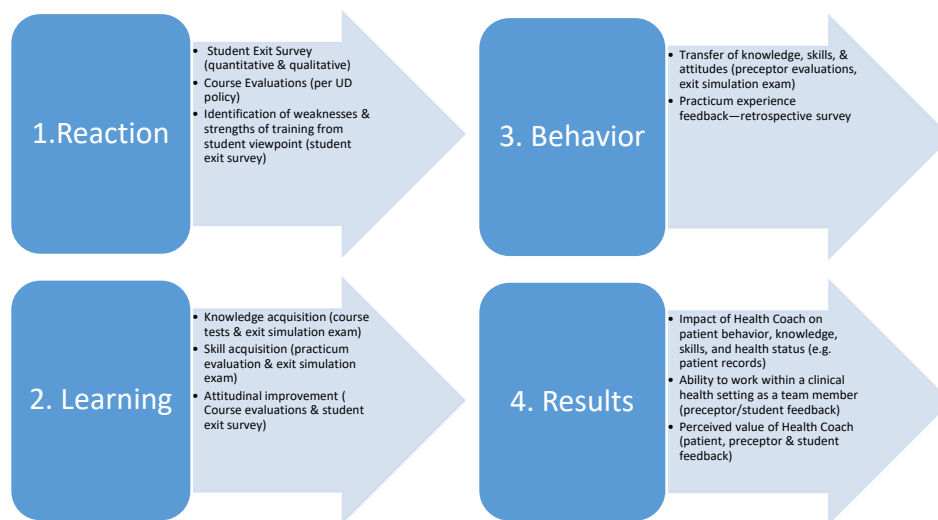 1.Reaction
• Student Exit Survey
(quantitative & qualitative)
• Course Evaluations (per UD
policy)
• Identification of weaknesses &
strengths of training from
student viewpoint (student
exit survey)
2. Learning
• Knowledge acquisition (course
tests & exit simulation exam)
• Skill acquisition (practicum
evaluation & exit simulation
exam)
• Attitudinal improvement (
Course evaluations & student
exit survey)
3. Behavior
• Transfer of knowledge, skills, &
attitudes (preceptor evaluations,
exit simulation exam)
• Practicum experience
feedback—retrospective survey
4. Results
• Impact of Health Coach on
patient behavior, knowledge,
skills, and health status (e.g.
patient records)
• Ability to work within a clinical
health setting as a team member
(preceptor/student feedback)
• Perceived value of Health Coach
(patient, preceptor & student
feedback)